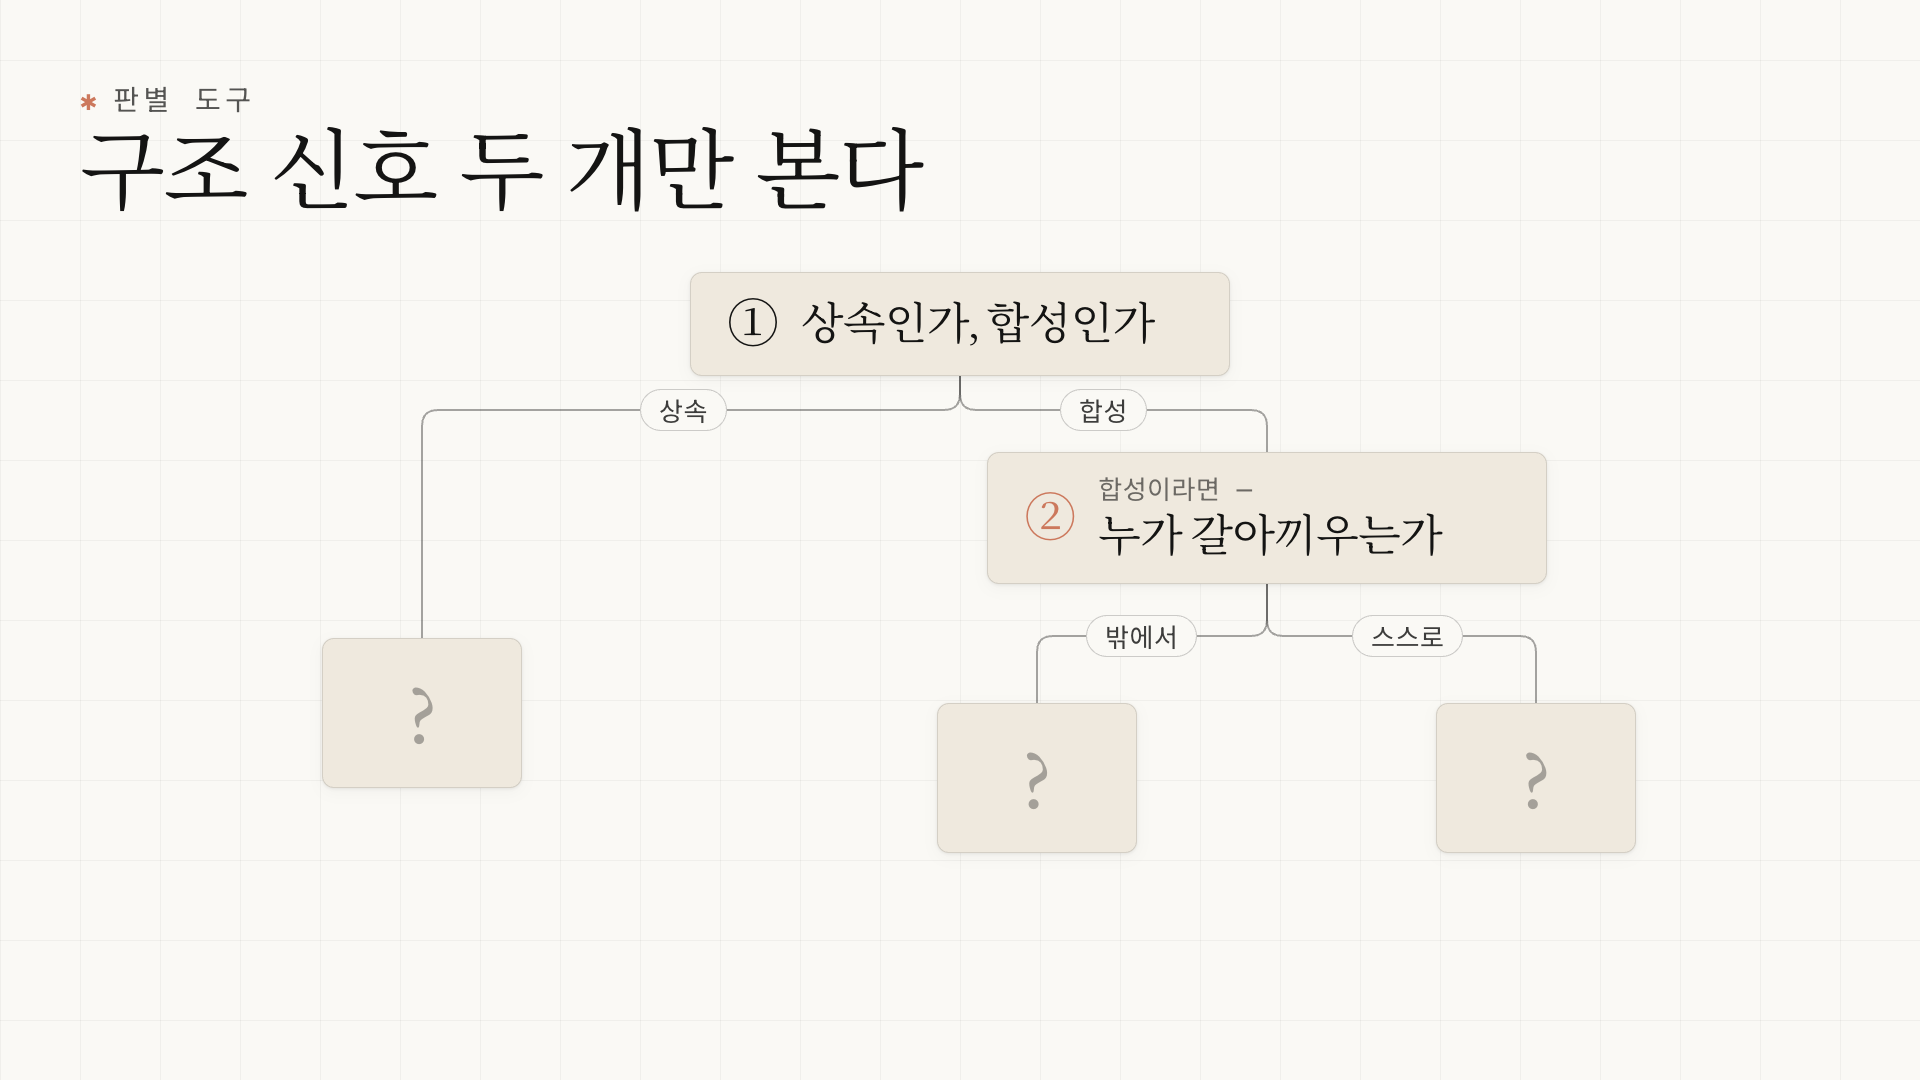 * 판별 도구
구조 신호 두 개만 본다
① 상속인가, 합성인가
상속
합성
② 합성이라면 —
누가 갈아끼우는가
밖에서
스스로
?
?
?